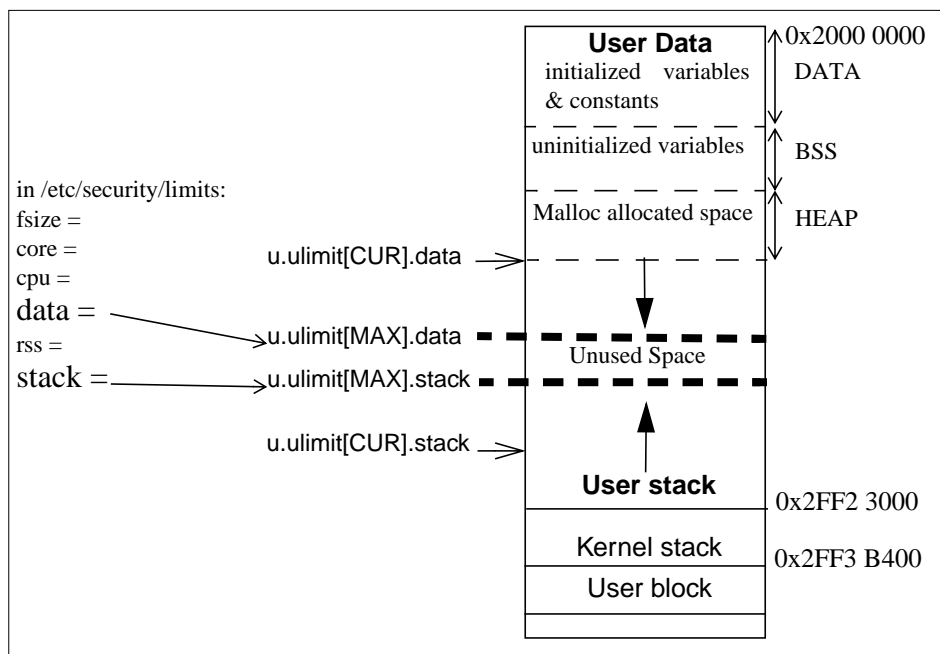 User Data
0x2000 0000
initialized variables
& constants
DATA
uninitialized variables
BSS
in /etc/security/limits:
fsize =
core =
cpu =
data =
rss =
stack =
Malloc allocated space
HEAP
u.ulimit[CUR].data
u.ulimit[MAX].data
Unused Space
u.ulimit[MAX].stack
u.ulimit[CUR].stack
User stack
0x2FF2 3000
Kernel stack
0x2FF3 B400
User block